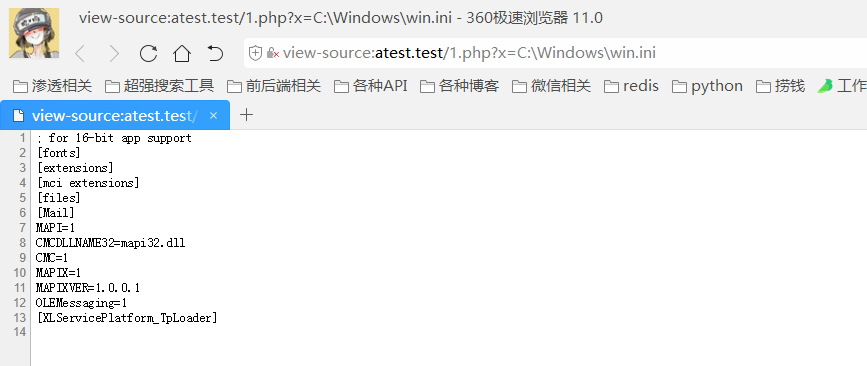 view-source:atest.test/1.php?x=C:\Windows\win.ini - 360极速浏览器 11.0
view-source:atest.test/1.php?x=C:\Windows\win.ini
渗透相关 超强搜索工具 前后端相关 各种API 各种博客 微信相关 redis python 捞钱 工作
view-source:atest.test/ × +
1 ; for 16-bit app support
2 [fonts]
3 [extensions]
4 [mci extensions]
5 [files]
6 [Mail]
7 MAPI=1
8 CMCDLLNAME32=mapi32.dll
9 CMC=1
10 MAPIX=1
11 MAPIXVER=1.0.0.1
12 OLEMessaging=1
13 [XLServicePlatform_TpLoader]
14